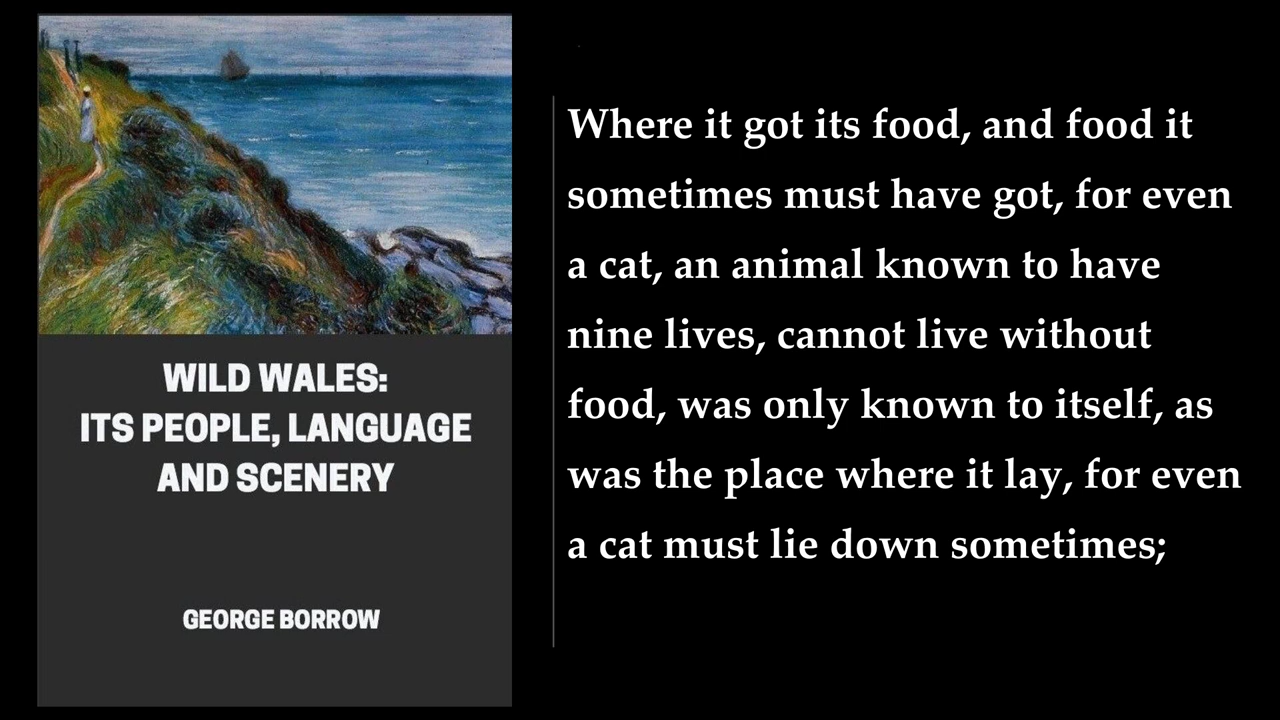 WILD WALES:
ITS PEOPLE, LANGUAGE
AND SCENERY
GEORGE BORROW
Where it got its food, and food it
sometimes must have got, for even
a cat, an animal known to have
nine lives, cannot live without
food, was only known to itself, as
was the place where it lay, for even
a cat must lie down sometimes;